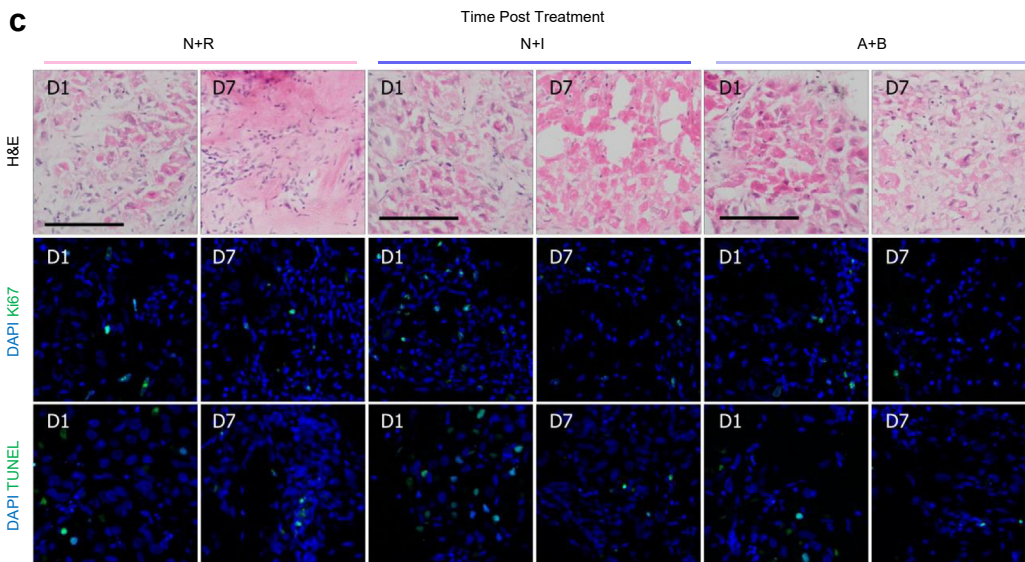 c
Time Post Treatment
N+R N+I A+B
H&E
D1 D7 D1 D7 D1 D7
DAPI Ki67
D1 D7 D1 D7 D1 D7
DAPI TUNEL
D1 D7 D1 D7 D1 D7